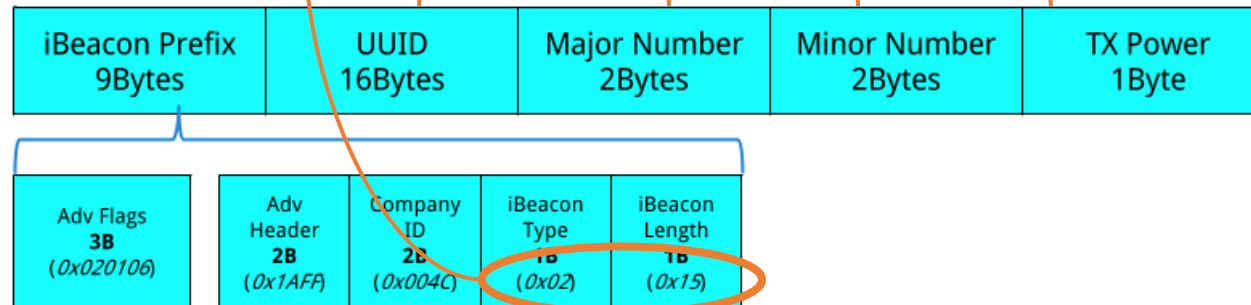 iBeacon Prefix
9Bytes
UUID
16Bytes
Major Number
2Bytes
Minor Number
2Bytes
TX Power
1Byte
Adv Flags
3B
(0x020106)
Adv
Header
2B
(0x1AFF)
Company
ID
2B
(0x004C)
iBeacon
Type
1B
(0x02)
iBeacon
Length
1B
(0x15)